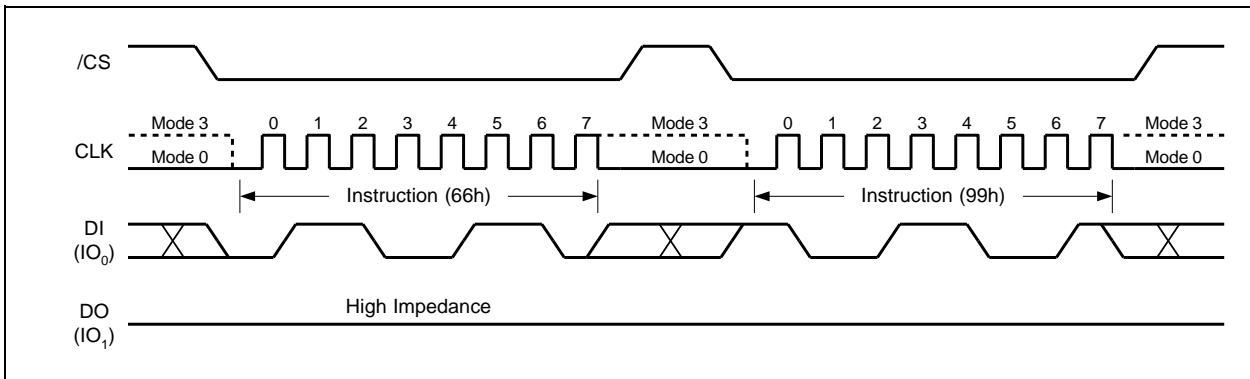 /CS
Mode 3 0 1 2 3 4 5 6 7 Mode 3 0 1 2 3 4 5 6 7 Mode 3
CLK Mode 0 Mode 0 Mode 0
Instruction (66h) Instruction (99h)
DI
(IO0)
High Impedance
DO
(IO1)